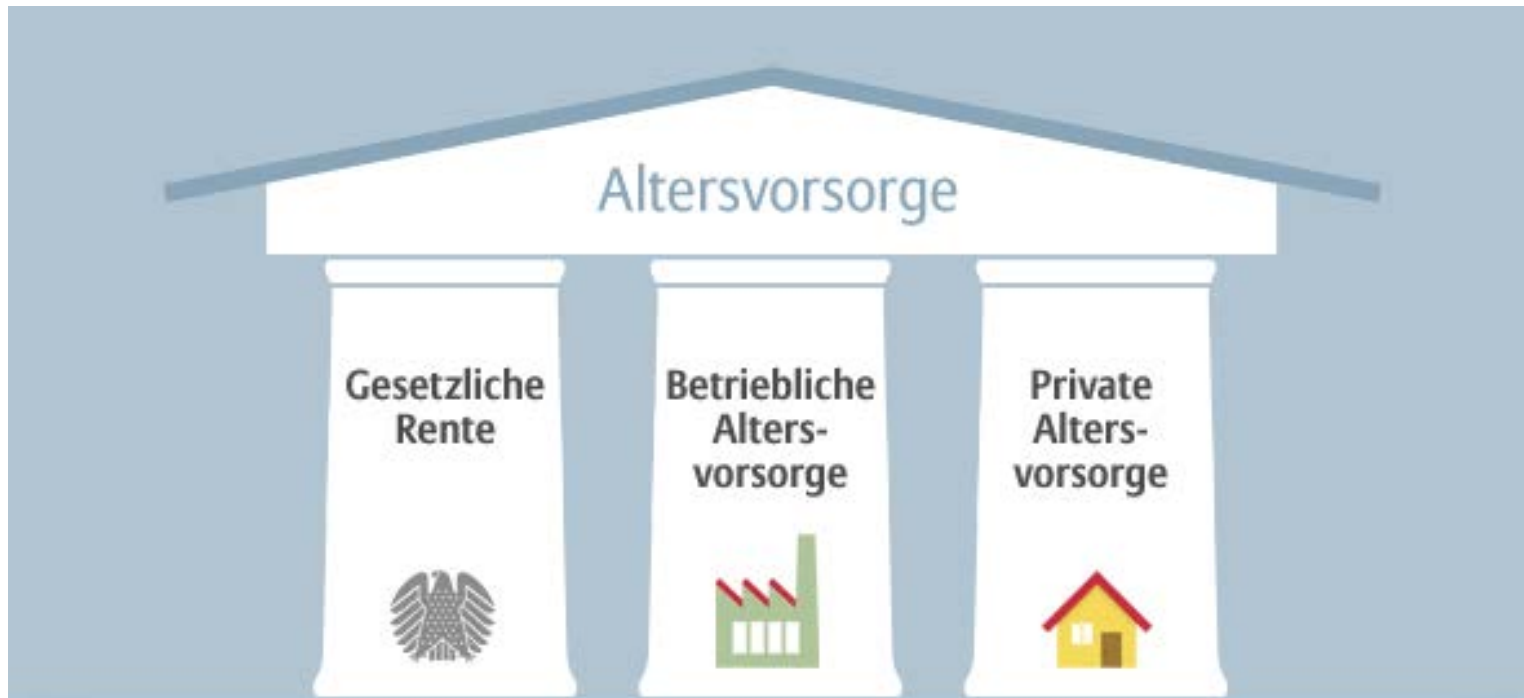 Altersvorsorge
Gesetzliche
Rente
Betriebliche
Alters-
vorsorge
Private
Alters-
vorsorge